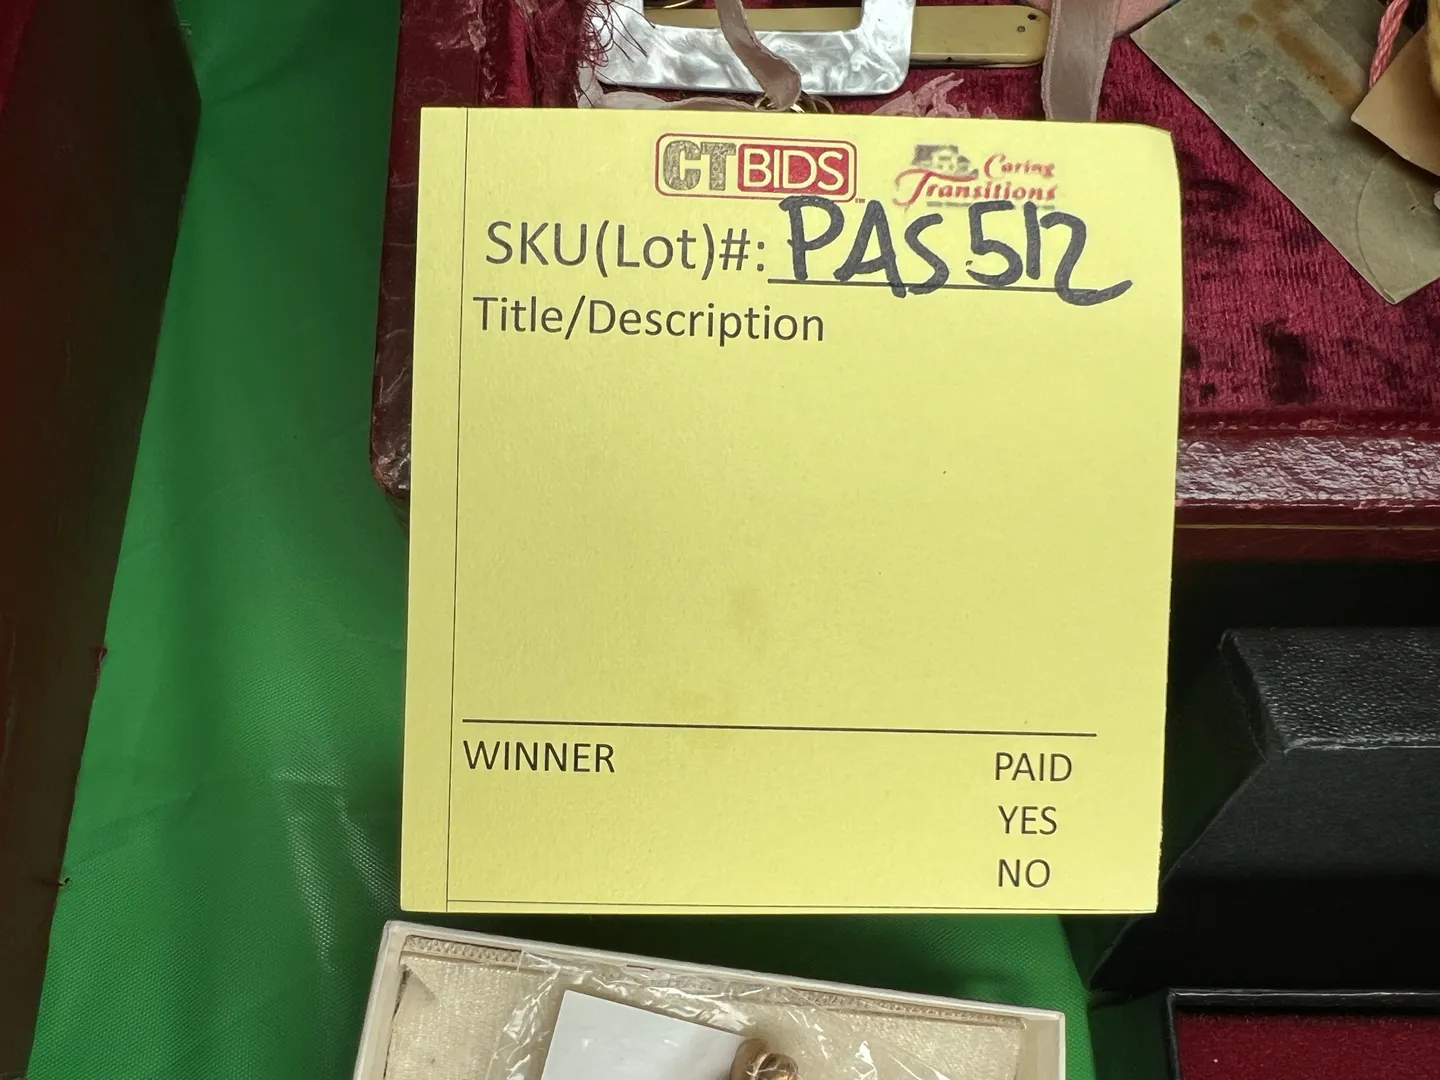 CTBIDS
Caring Transitions
SKU(Lot)#: PAS512
Title/Description
WINNER
PAID
YES
NO